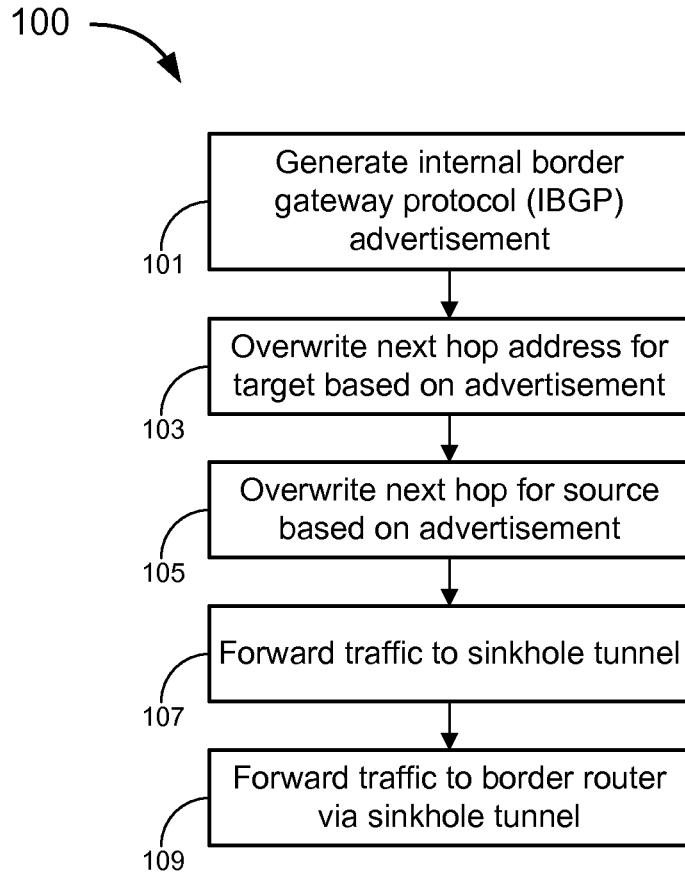 100
Generate internal border
gateway protocol (IBGP)
advertisement
101
Overwrite next hop address for
target based on advertisement
103
Overwrite next hop for source
based on advertisement
105
Forward traffic to sinkhole tunnel
107
Forward traffic to border router
via sinkhole tunnel
109